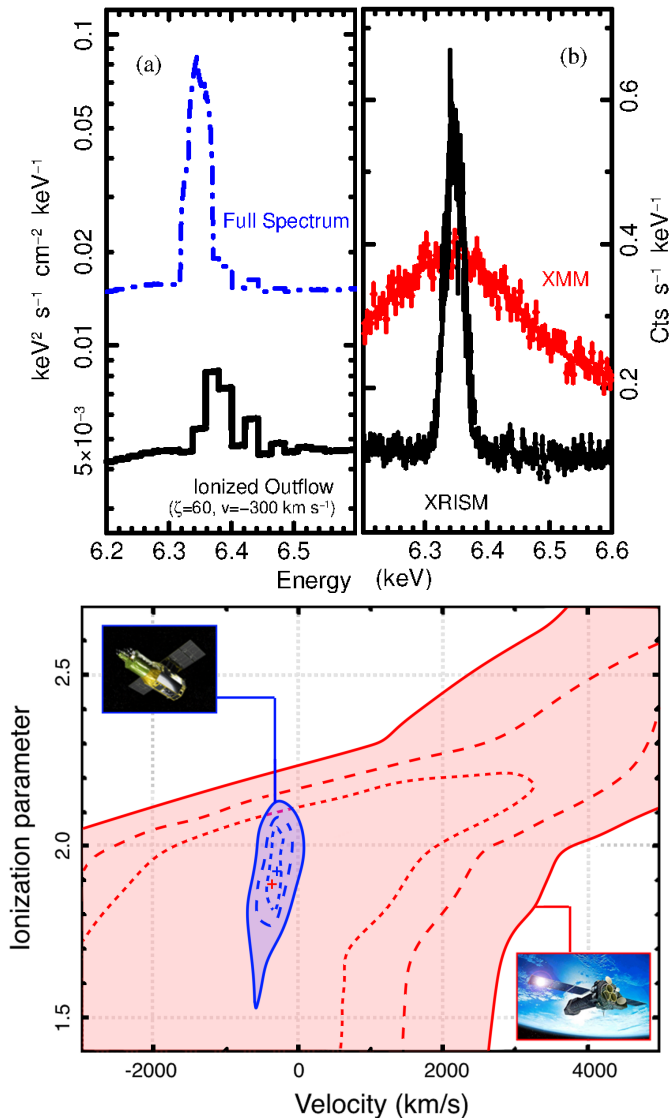 (a)
keV² s⁻¹ cm⁻² keV⁻¹
0.1
0.05
0.02
0.01
5×10⁻³
Full Spectrum
Ionized Outflow
(ζ=60, v=−300 km s⁻¹)
6.2 6.3 6.4 6.5
(b)
XMM
XRISM
0.6
0.4
0.2
Cts s⁻¹ keV⁻¹
6.3 6.4 6.5 6.6
Energy (keV)
Ionization parameter
2.5
2.0
1.5
-2000 0 2000 4000
Velocity (km/s)